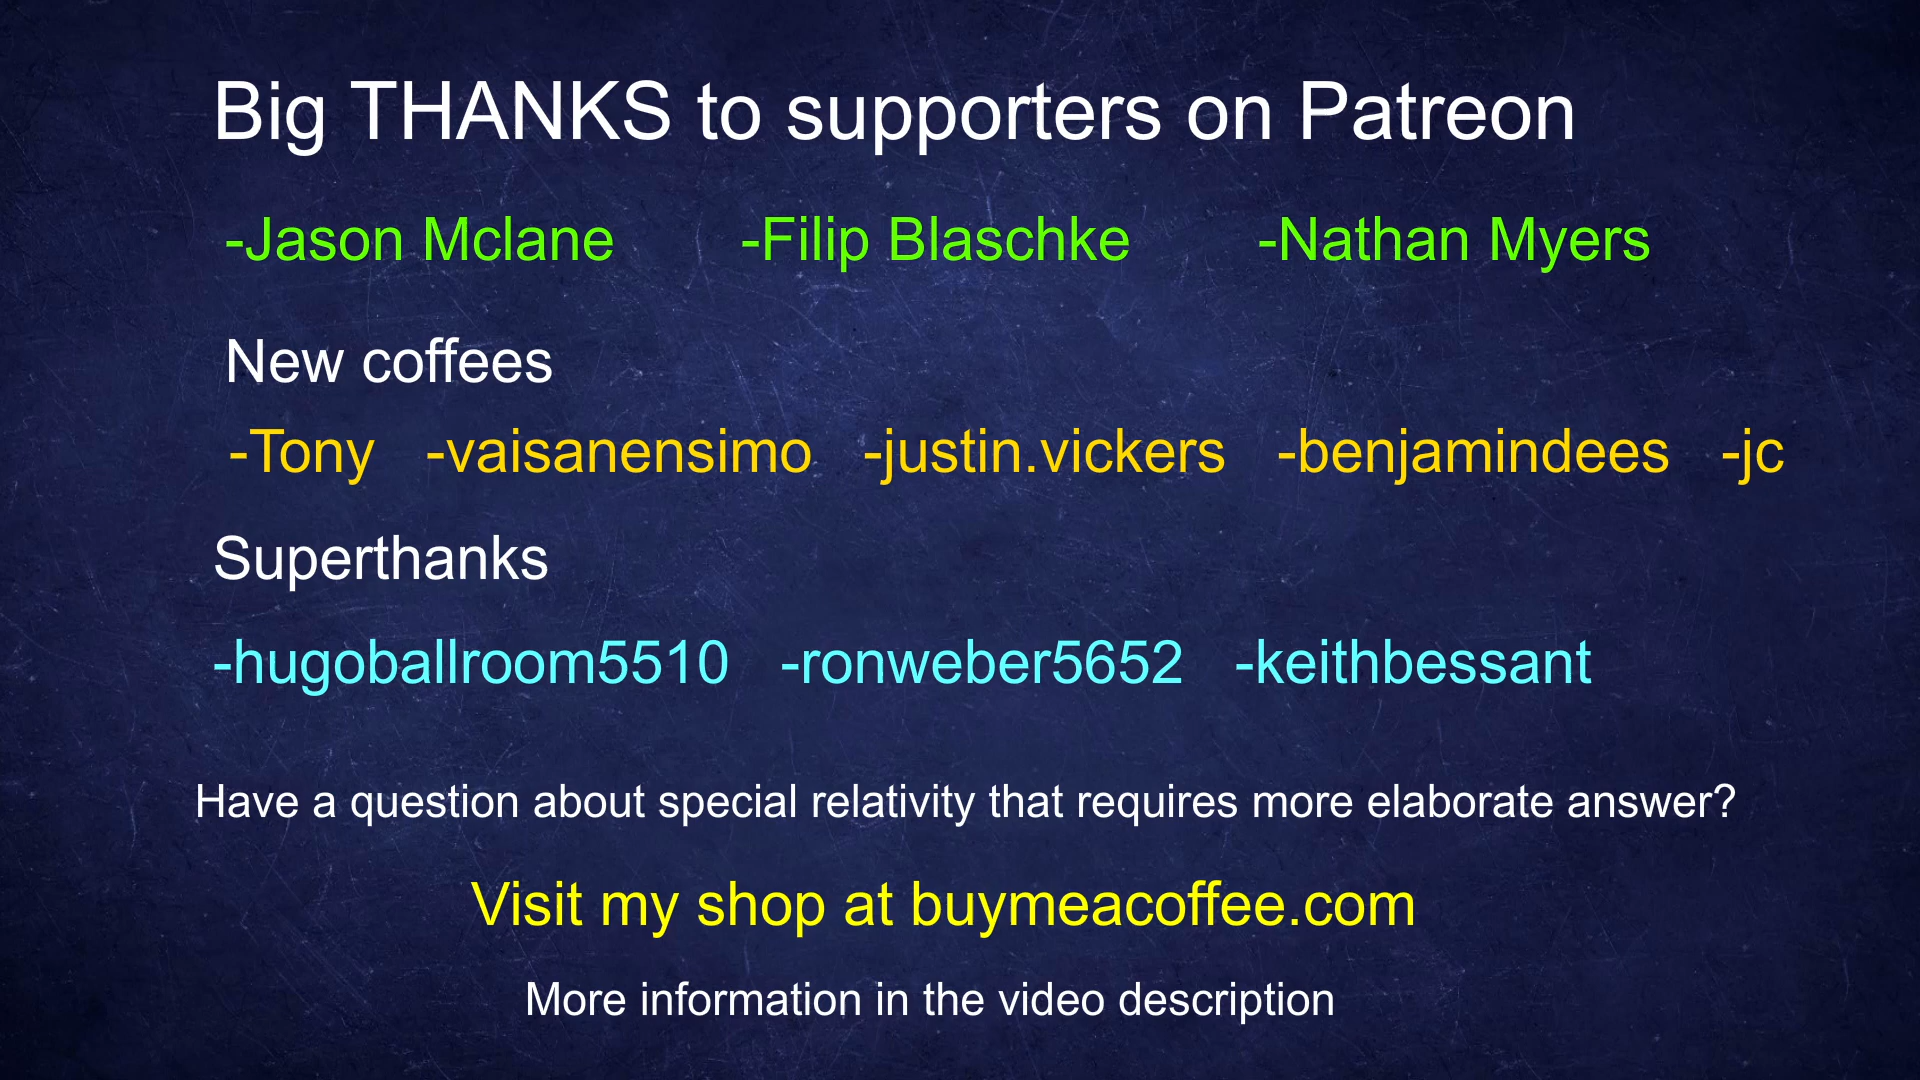 Big THANKS to supporters on Patreon
-Jason Mclane -Filip Blaschke -Nathan Myers
New coffees
-Tony -vaisanensimo -justin.vickers -benjamindees -jc
Superthanks
-hugoballroom5510 -ronweber5652 -keithbessant
Have a question about special relativity that requires more elaborate answer?
Visit my shop at buymeacoffee.com
More information in the video description